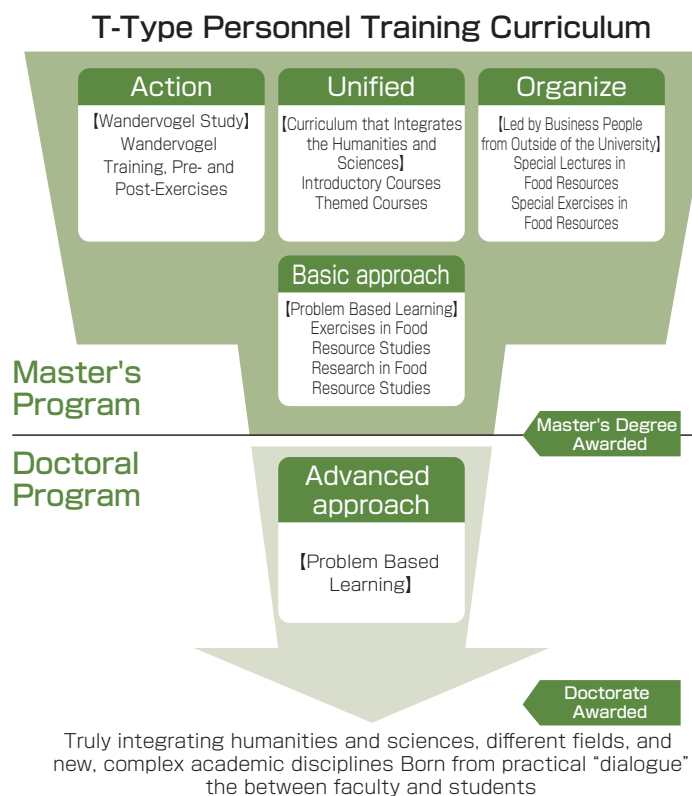 T-Type Personnel Training Curriculum
Action
【Wandervogel Study】
Wandervogel
Training, Pre- and
Post-Exercises
Unified
【Curriculum that Integrates
the Humanities and
Sciences】
Introductory Courses
Themed Courses
Organize
【Led by Business People
from Outside of the University】
Special Lectures in
Food Resources
Special Exercises in
Food Resources
Basic approach
【Problem Based Learning】
Exercises in Food
Resource Studies
Research in Food
Resource Studies
Master's
Program
Master's Degree
Awarded
Doctoral
Program
Advanced
approach
【Problem Based
Learning】
Doctorate
Awarded
Truly integrating humanities and sciences, different fields, and
new, complex academic disciplines Born from practical “dialogue”
the between faculty and students